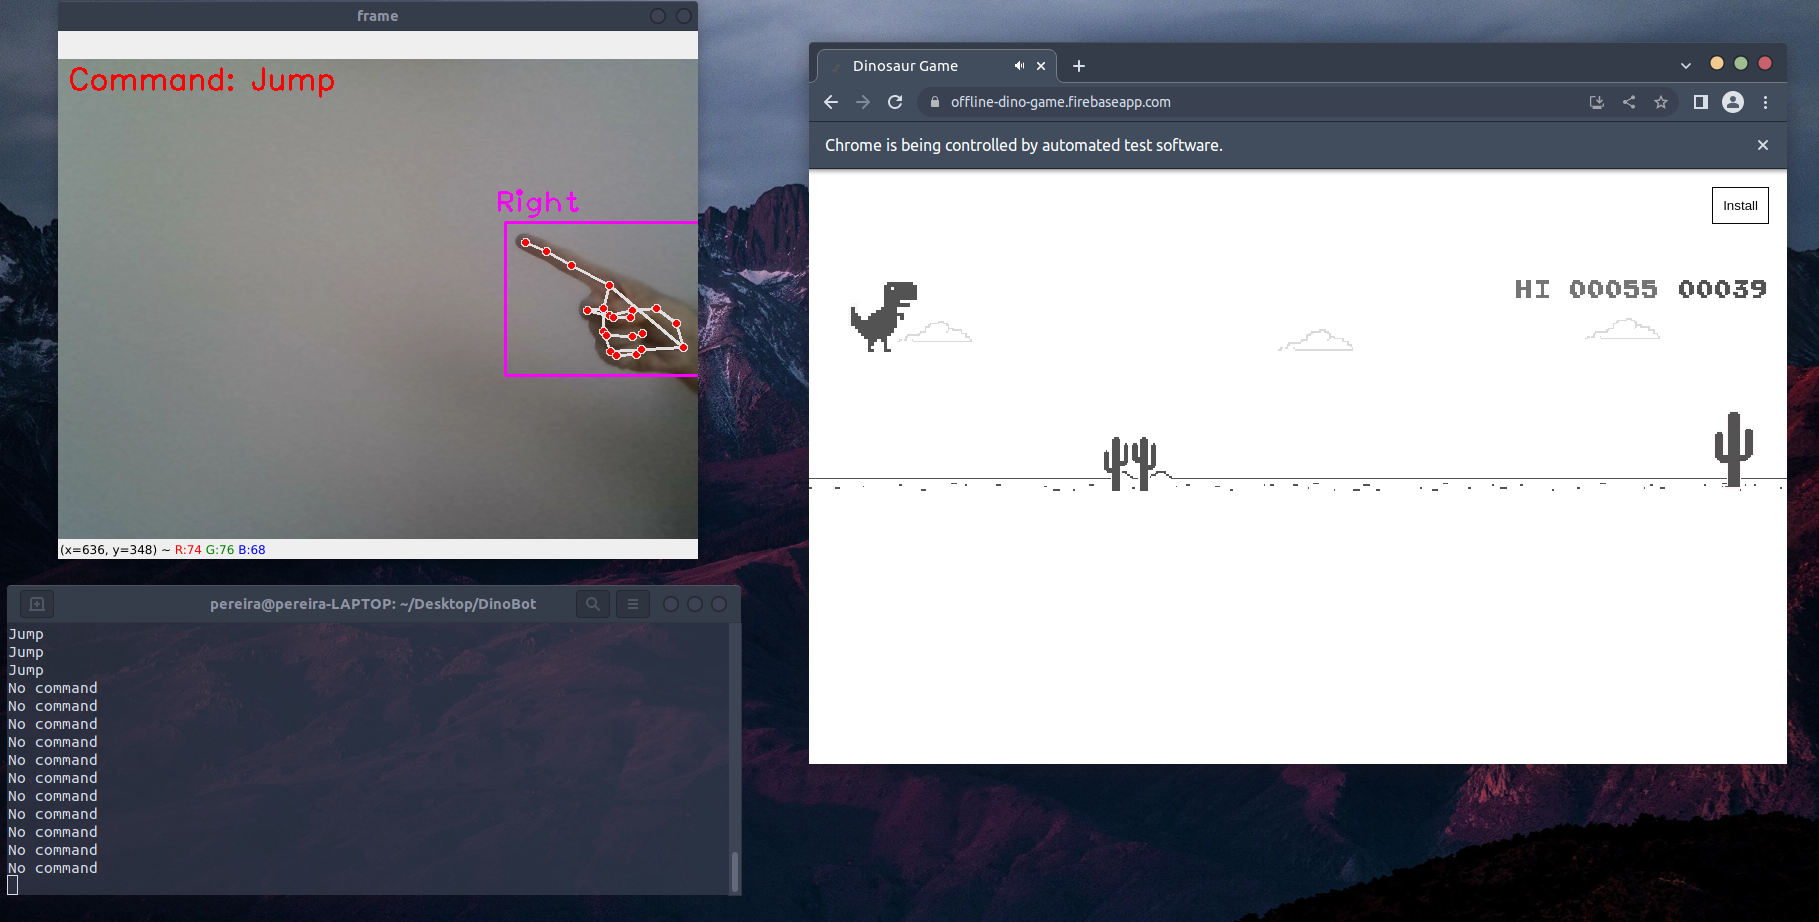 frame
Command: Jump
Right
(x=636, y=348) ~ R:74 G:76 B:68
pereira@pereira-LAPTOP: ~/Desktop/DinoBot
Jump
Jump
Jump
No command
No command
No command
No command
No command
No command
No command
No command
No command
No command
No command
Dinosaur Game
offline-dino-game.firebaseapp.com
Chrome is being controlled by automated test software.
Install
HI 00055 00039